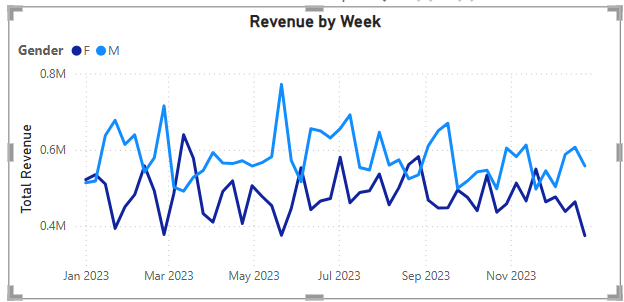 Revenue by Week
Gender F M
0.8M
0.6M
0.4M
Total Revenue
Jan 2023 Mar 2023 May 2023 Jul 2023 Sep 2023 Nov 2023